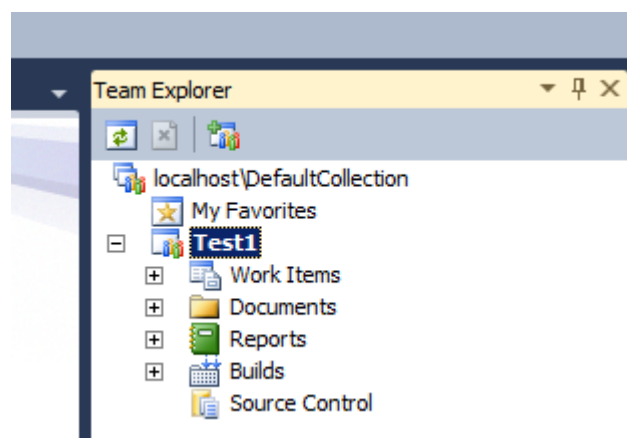 Team Explorer
localhost\DefaultCollection
My Favorites
Test1
Work Items
Documents
Reports
Builds
Source Control